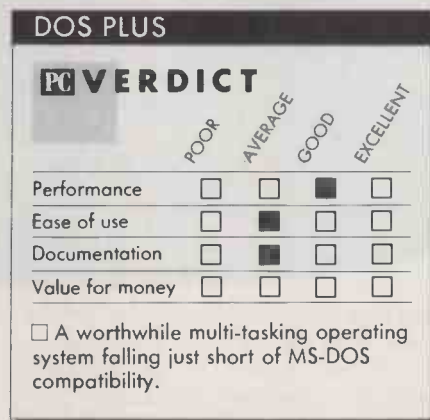 DOS PLUS
PC VERDICT
POOR AVERAGE GOOD EXCELLENT
Performance
Ease of use
Documentation
Value for money
A worthwhile multi-tasking operating
system falling just short of MS-DOS
compatibility.